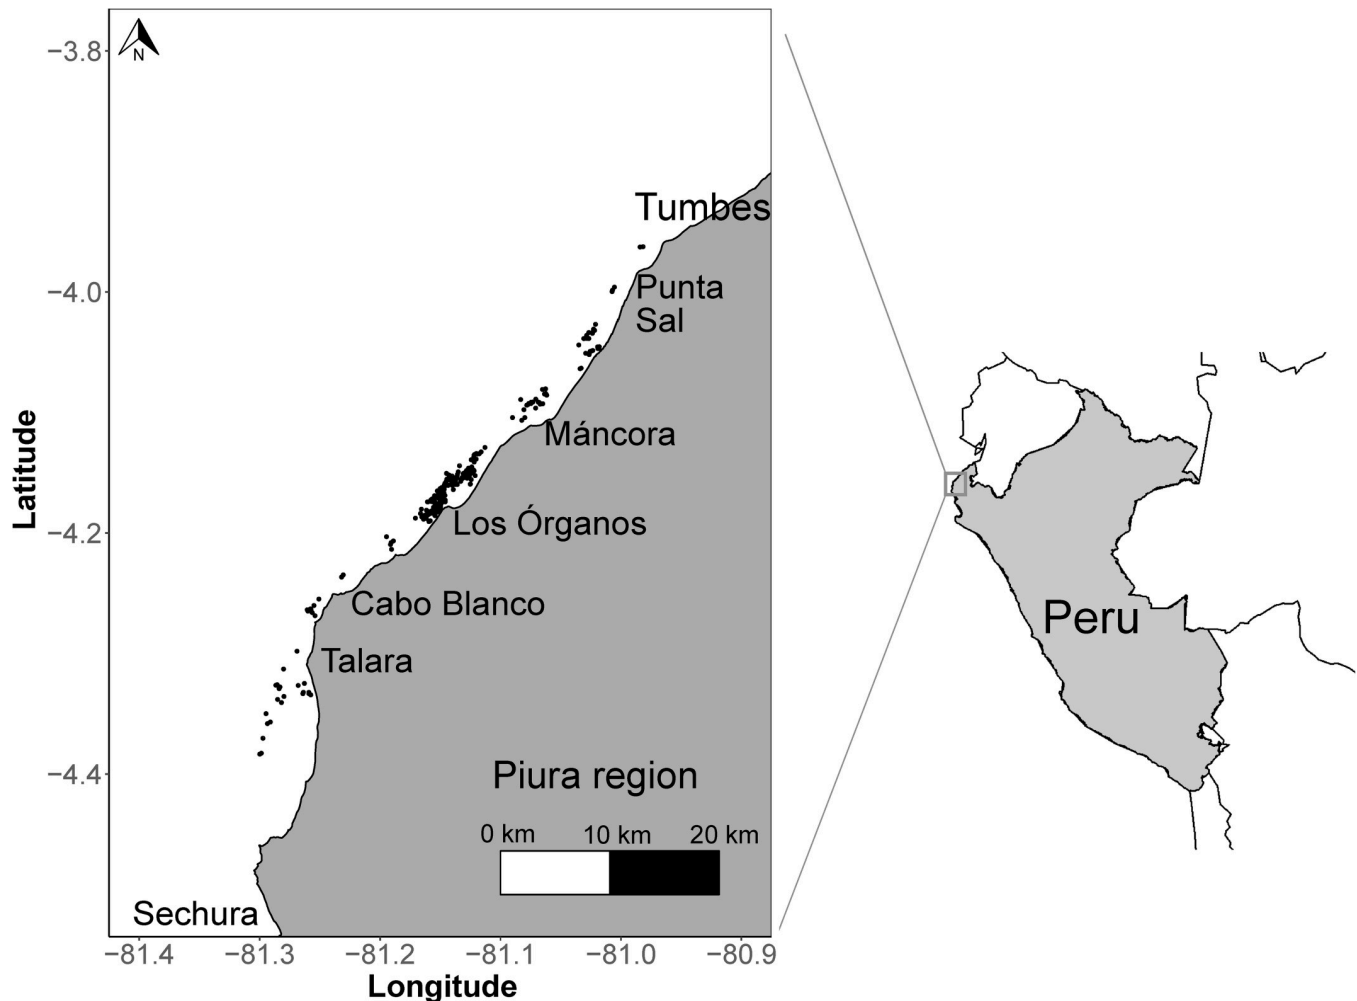 N
−3.8
−4.0
−4.2
−4.4
Latitude
Tumbes
Punta
Sal
Máncora
Los Órganos
Cabo Blanco
Talara
Piura region
0 km 10 km 20 km
Sechura
−81.4 −81.3 −81.2 −81.1 −81.0 −80.9
Longitude
Peru